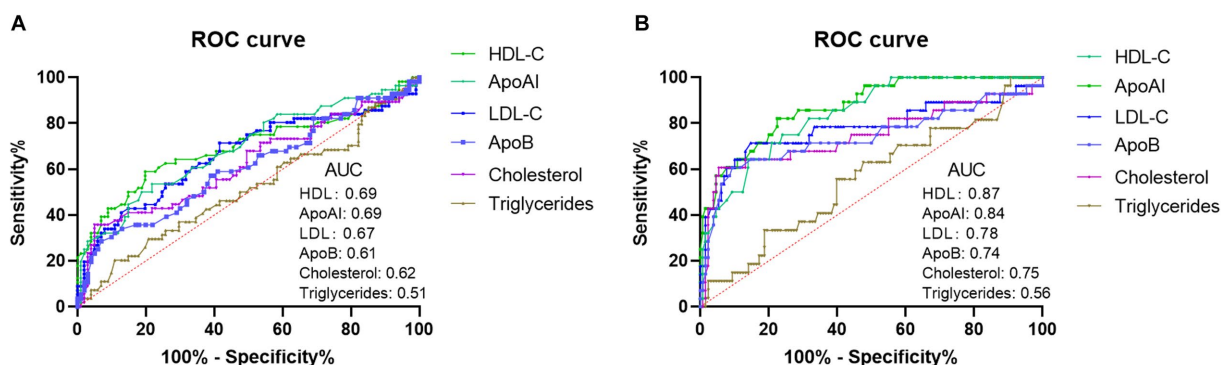 A
ROC curve
Sensitivity%
100
80
60
40
20
0
0 20 40 60 80 100
100% - Specificity%
AUC
HDL: 0.69
ApoAI: 0.69
LDL: 0.67
ApoB: 0.61
Cholesterol: 0.62
Triglycerides: 0.51
HDL-C
ApoAI
LDL-C
ApoB
Cholesterol
Triglycerides
B
ROC curve
Sensitivity%
100
80
60
40
20
0
0 20 40 60 80 100
100% - Specificity%
AUC
HDL: 0.87
ApoAI: 0.84
LDL: 0.78
ApoB: 0.74
Cholesterol: 0.75
Triglycerides: 0.56
HDL-C
ApoAI
LDL-C
ApoB
Cholesterol
Triglycerides